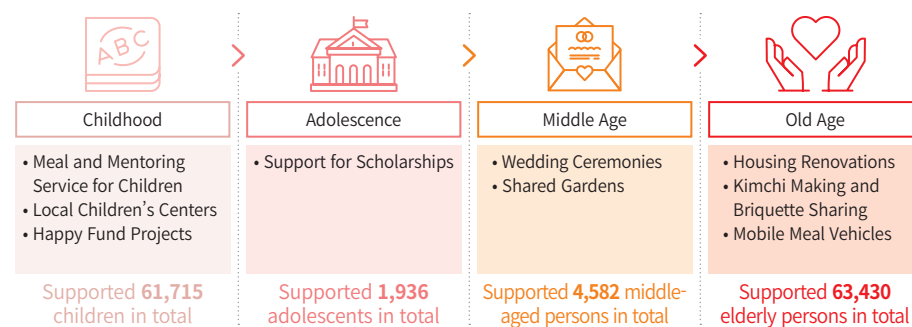 ABC
Childhood
• Meal and Mentoring
Service for Children
• Local Children's Centers
• Happy Fund Projects
Supported 61,715
children in total
Adolescence
• Support for Scholarships
Supported 1,936
adolescents in total
Middle Age
• Wedding Ceremonies
• Shared Gardens
Supported 4,582 middle-
aged persons in total
Old Age
• Housing Renovations
• Kimchi Making and
Briquette Sharing
• Mobile Meal Vehicles
Supported 63,430
elderly persons in total